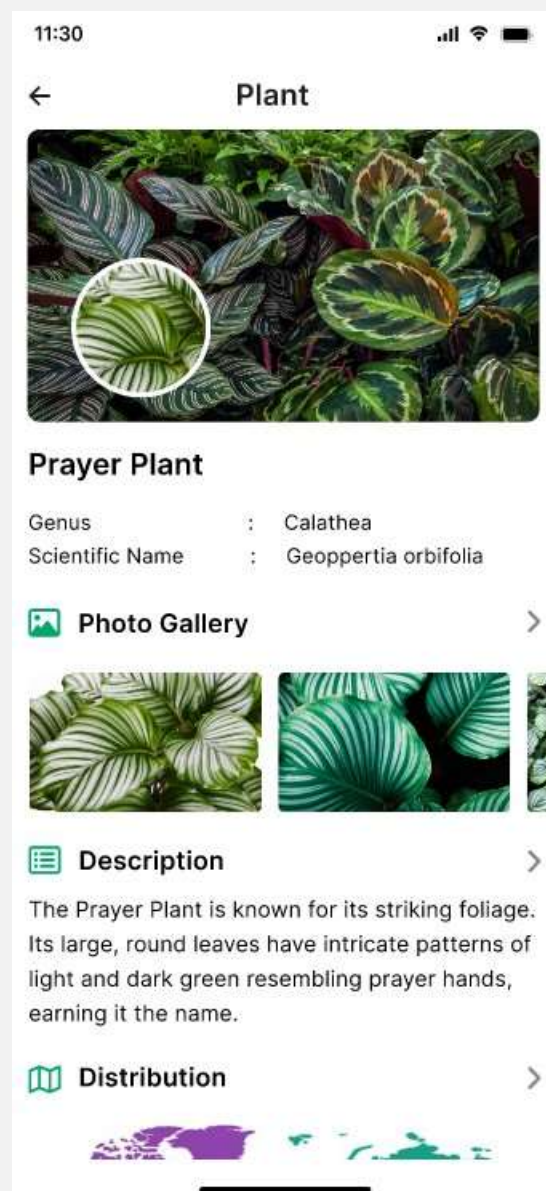 11:30
Plant
Prayer Plant
Genus : Calathea
Scientific Name : Geoppertia orbifolia
Photo Gallery
Description
The Prayer Plant is known for its striking foliage.
Its large, round leaves have intricate patterns of
light and dark green resembling prayer hands,
earning it the name.
Distribution